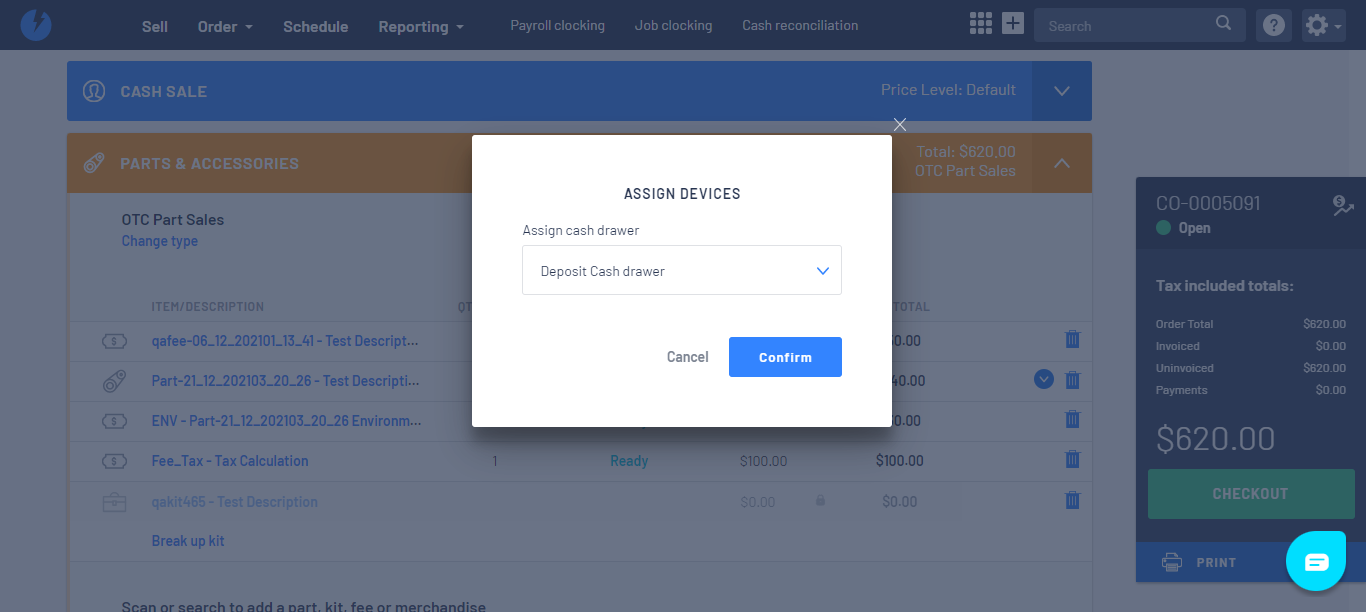 Sell Order Schedule Reporting Payroll clocking Job clocking Cash reconciliation Search
CASH SALE Price Level: Default
PARTS & ACCESSORIES Total: $620.00
OTC Part Sales
OTC Part Sales
Change type
ASSIGN DEVICES
Assign cash drawer
Deposit Cash drawer
Cancel Confirm
ITEM/DESCRIPTION QT TOTAL
qafee-06_12_202101_13_41 - Test Descript... 0.00
Part-21_12_202103_20_26 - Test Descripti... 40.00
ENV - Part-21_12_202103_20_26 Environm... 0.00
Fee_Tax - Tax Calculation 1 Ready $100.00 $100.00
qakit465 - Test Description $0.00 $0.00
Break up kit
Scan or search to add a part, kit, fee or merchandise
CO-0005091
Open
Tax included totals:
Order Total $620.00
Invoiced $0.00
Uninvoiced $620.00
Payments $0.00
$620.00
CHECKOUT
PRINT